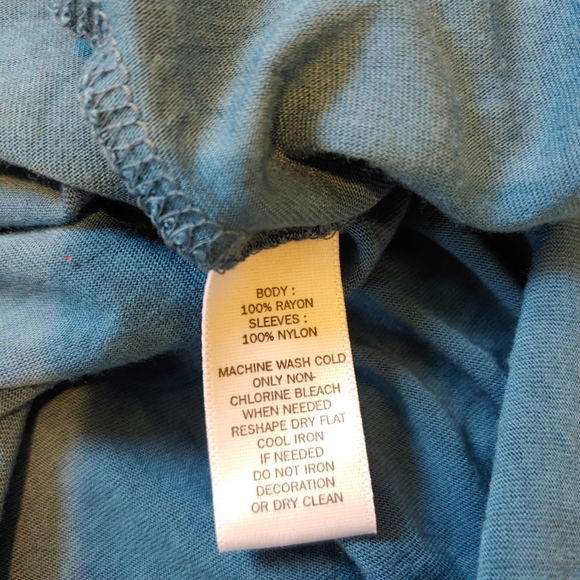 BODY :
100% RAYON
SLEEVES :
100% NYLON
MACHINE WASH COLD
ONLY NON-
CHLORINE BLEACH
WHEN NEEDED
RESHAPE DRY FLAT
COOL IRON
IF NEEDED
DO NOT IRON
DECORATION
OR DRY CLEAN